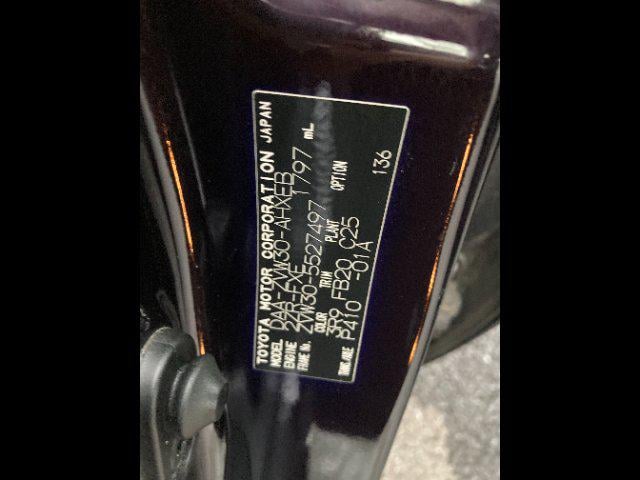 TOYOTA MOTOR CORPORATION JAPAN
MODEL DAA-ZVW30-AHXEB
ENGINE 2ZR-FXE 1797 mL
FRAME No. ZVW30-5527497
COLOR TRIM PLANT OPTION
3R9 FB20 C25
TRANS./AXLE P410 -01A 136